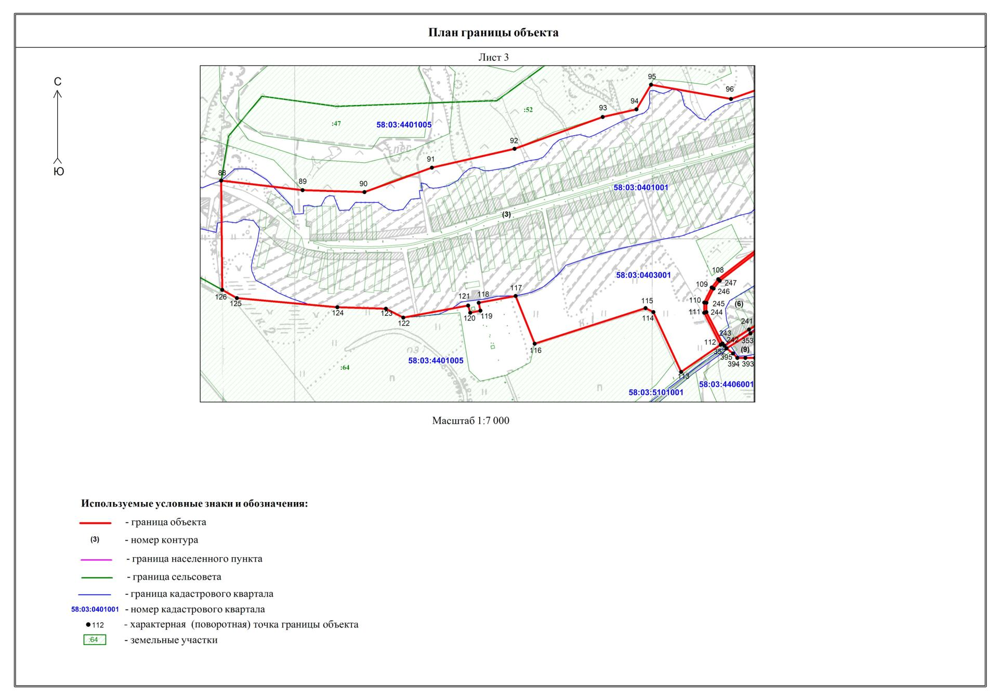 План границы объекта
Лист 3
С
Ю
95
96
94
93
:52
:47
58:03:4401005
92
пес
91
88
89
90
58:03:0401001
(3)
108
247
58:03:0403001
109
246
117
110
245
(6)
126
125
121
118
115
111
244
124
123
120
119
114
241
122
к.1
к 2
243
242
353
112
116
352
(9)
оз
58:03:4401005
395
394
393
:64
113
п
п
58:03:4406001
58:03:5101001
Масштаб 1:7 000
Используемые условные знаки и обозначения:
- граница объекта
(3) - номер контура
- граница населенного пункта
- граница сельсовета
- граница кадастрового квартала
58:03:0401001 - номер кадастрового квартала
112 - характерная (поворотная) точка границы объекта
:64 - земельные участки